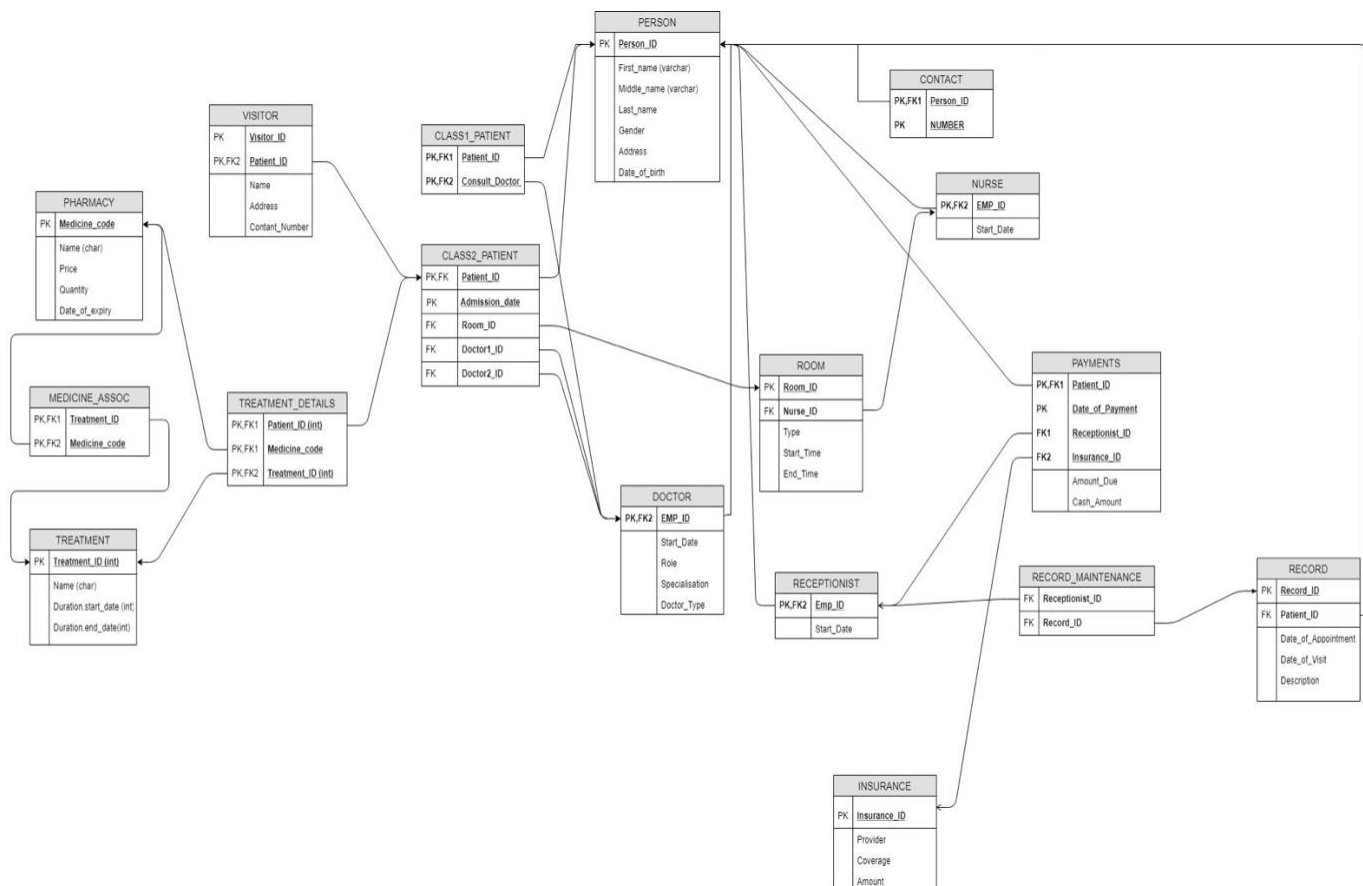 PERSON
PK Person_ID
First_name (varchar)
Middle_name (varchar)
Last_name
Gender
Address
Date_of_birth
CONTACT
PK,FK1 Person_ID
PK NUMBER
VISITOR
PK Visitor_ID
PK,FK2 Patient_ID
Name
Address
Contant_Number
CLASS1_PATIENT
PK,FK1 Patient_ID
PK,FK2 Consult_Doctor_
NURSE
PK,FK2 EMP_ID
Start_Date
PHARMACY
PK Medicine_code
Name (char)
Price
Quantity
Date_of_expiry
CLASS2_PATIENT
PK,FK Patient_ID
PK Admission_date
FK Room_ID
FK Doctor1_ID
FK Doctor2_ID
ROOM
PK Room_ID
FK Nurse_ID
Type
Start_Time
End_Time
PAYMENTS
PK,FK1 Patient_ID
PK Date_of_Payment
FK1 Receptionist_ID
FK2 Insurance_ID
Amount_Due
Cash_Amount
MEDICINE_ASSOC
PK,FK1 Treatment_ID
PK,FK2 Medicine_code
TREATMENT_DETAILS
PK,FK1 Patient_ID (int)
PK,FK1 Medicine_code
PK,FK2 Treatment_ID (int)
DOCTOR
PK,FK2 EMP_ID
Start_Date
Role
Specialisation
Doctor_Type
TREATMENT
PK Treatment_ID (int)
Name (char)
Duration.start_date (int)
Duration.end_date(int)
RECEPTIONIST
PK,FK2 Emp_ID
Start_Date
RECORD_MAINTENANCE
FK Receptionist_ID
FK Record_ID
RECORD
PK Record_ID
FK Patient_ID
Date_of_Appointment
Date_of_Visit
Description
INSURANCE
PK Insurance_ID
Provider
Coverage
Amount